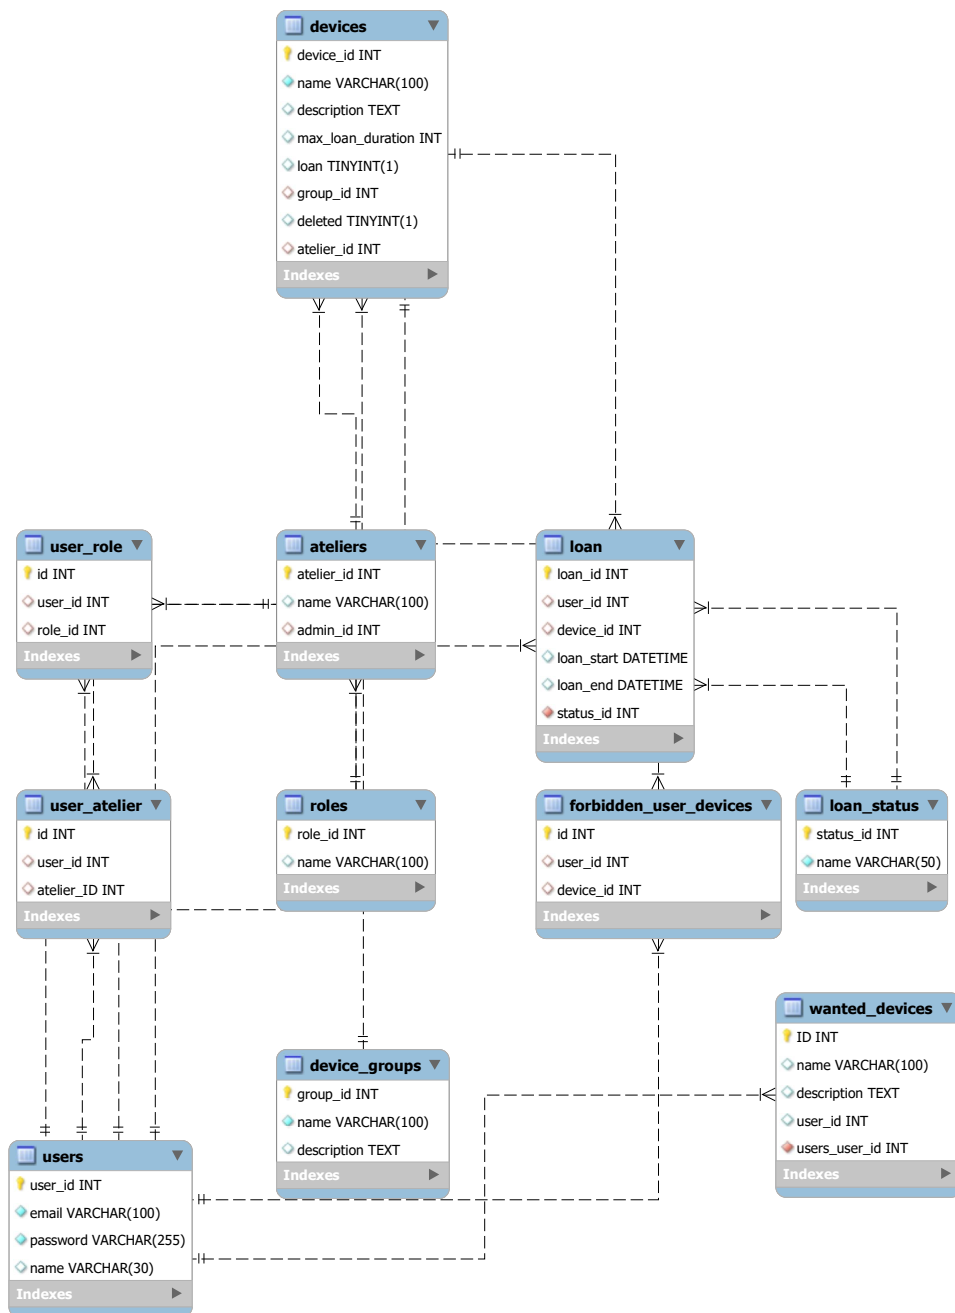 devices
device_id INT
name VARCHAR(100)
description TEXT
max_loan_duration INT
loan TINYINT(1)
group_id INT
deleted TINYINT(1)
atelier_id INT
Indexes
user_role
id INT
user_id INT
role_id INT
Indexes
ateliers
atelier_id INT
name VARCHAR(100)
admin_id INT
Indexes
loan
loan_id INT
user_id INT
device_id INT
loan_start DATETIME
loan_end DATETIME
status_id INT
Indexes
user_atelier
id INT
user_id INT
atelier_ID INT
Indexes
roles
role_id INT
name VARCHAR(100)
Indexes
forbidden_user_devices
id INT
user_id INT
device_id INT
Indexes
loan_status
status_id INT
name VARCHAR(50)
Indexes
wanted_devices
ID INT
name VARCHAR(100)
description TEXT
user_id INT
users_user_id INT
Indexes
device_groups
group_id INT
name VARCHAR(100)
description TEXT
Indexes
users
user_id INT
email VARCHAR(100)
password VARCHAR(255)
name VARCHAR(30)
Indexes